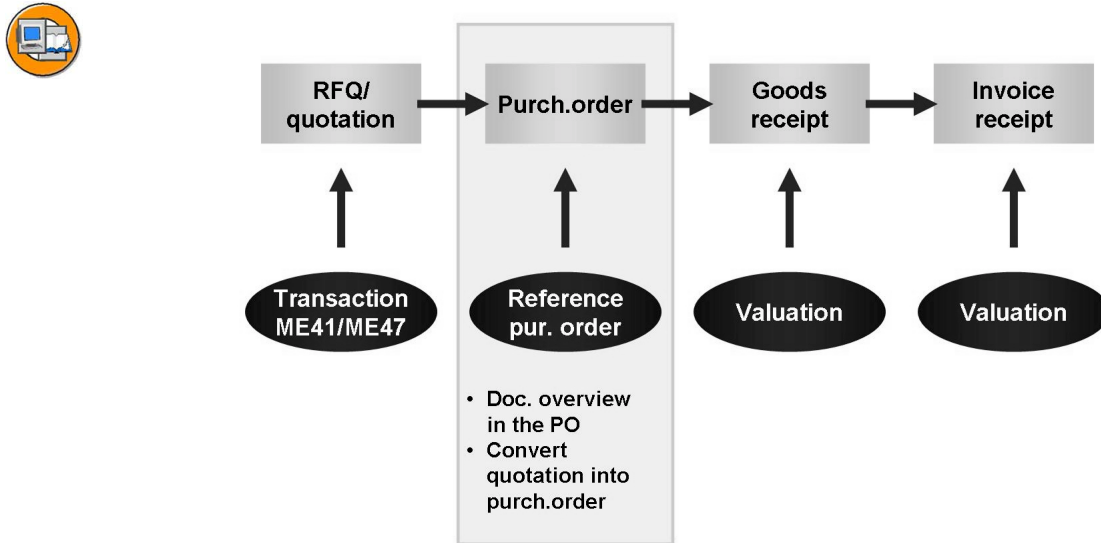 RFQ/
quotation
Purch.order
Goods
receipt
Invoice
receipt
Transaction
ME41/ME47
Reference
pur. order
Valuation
Valuation
• Doc. overview
in the PO
• Convert
quotation into
purch.order